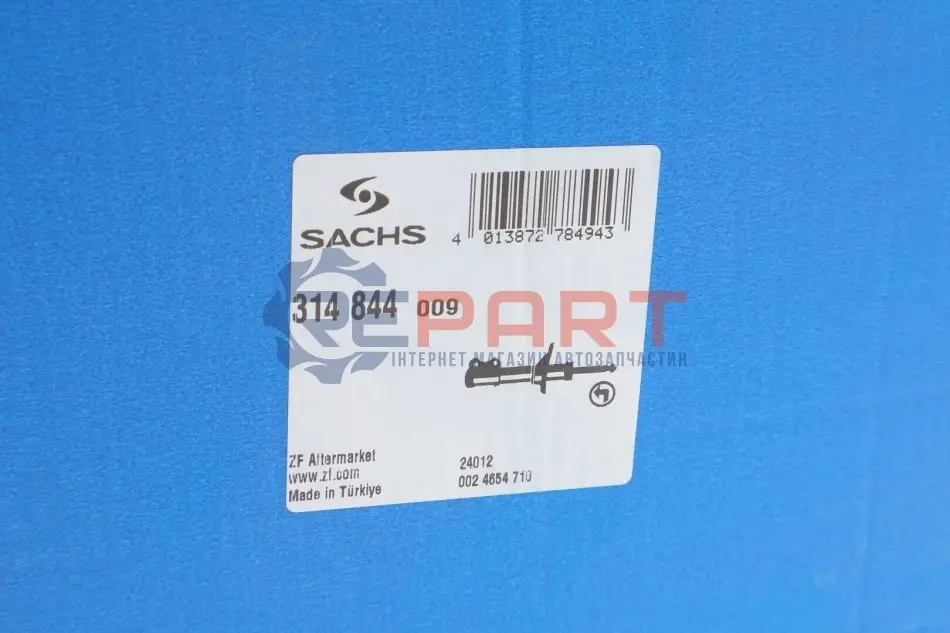 SACHS
4 013872 784943
314 844 009
REPART
ІНТЕРНЕТ МАГАЗИН АВТОЗАПЧАСТИН
ZF Aftermarket
www.zf.com
Made in Türkiye
24012
002 4654 710